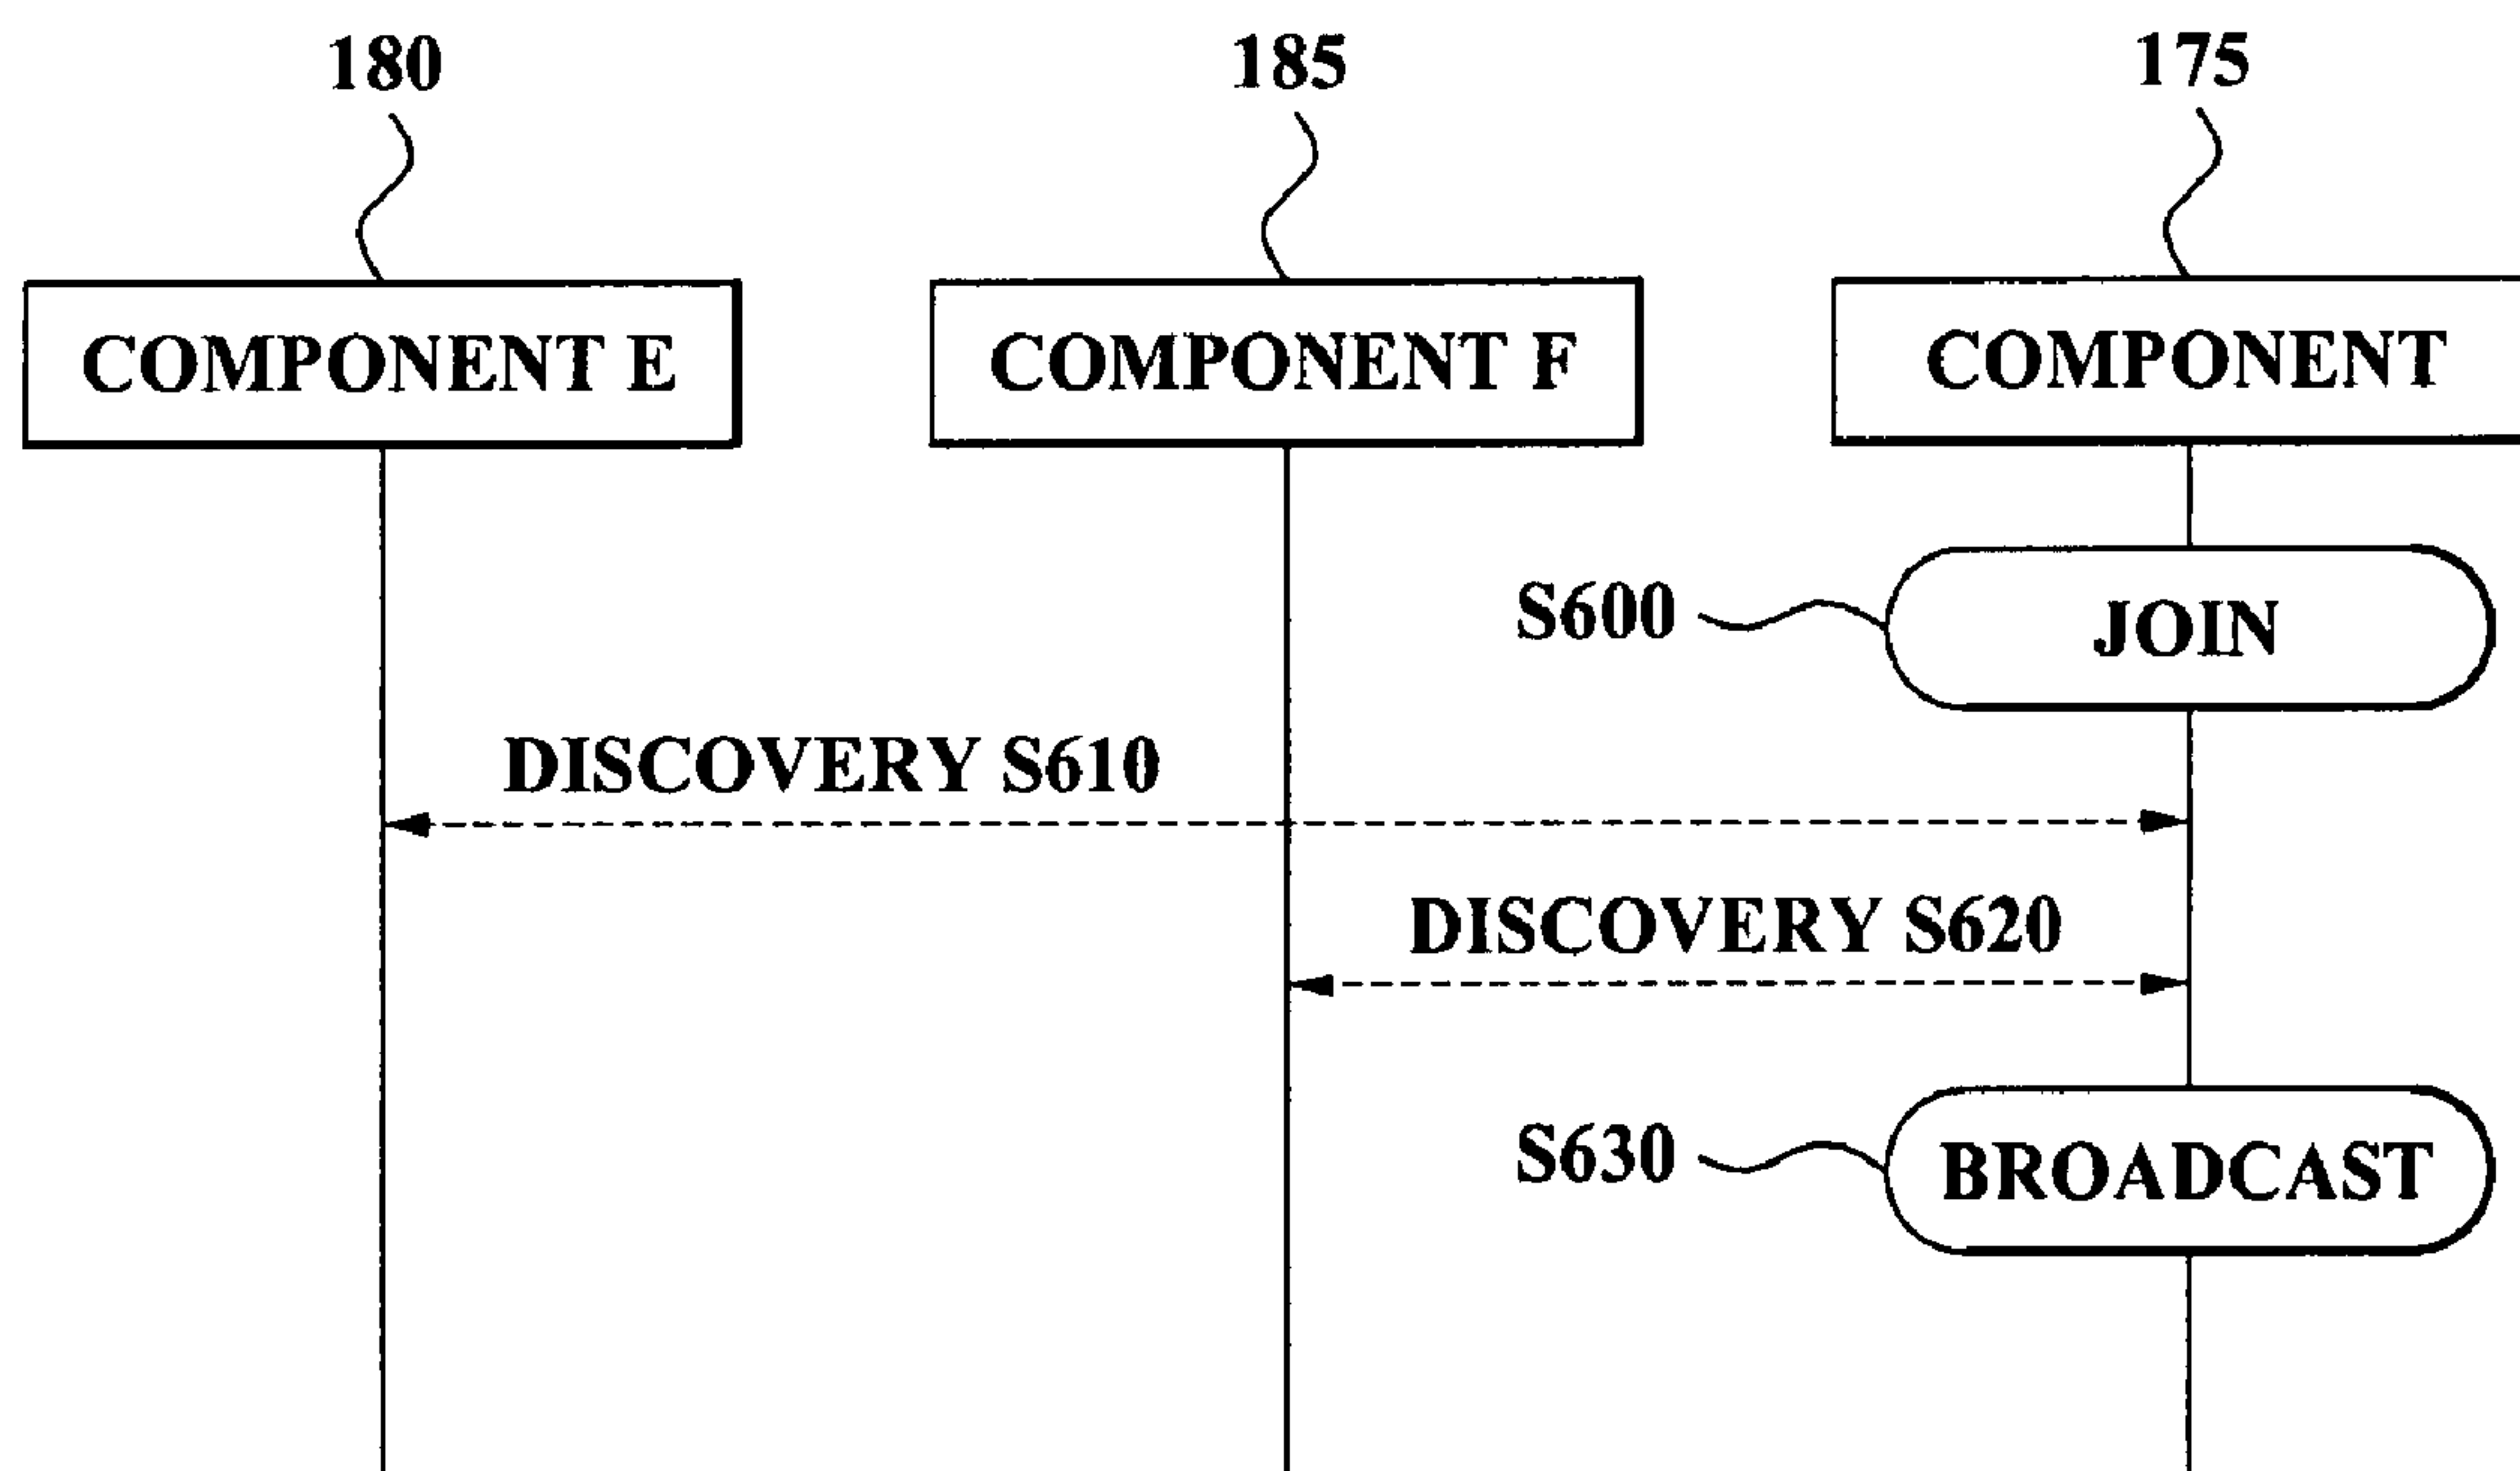 180
185
175
COMPONENT E
COMPONENT F
COMPONENT
S600
JOIN
DISCOVERY S610
DISCOVERY S620
S630
BROADCAST